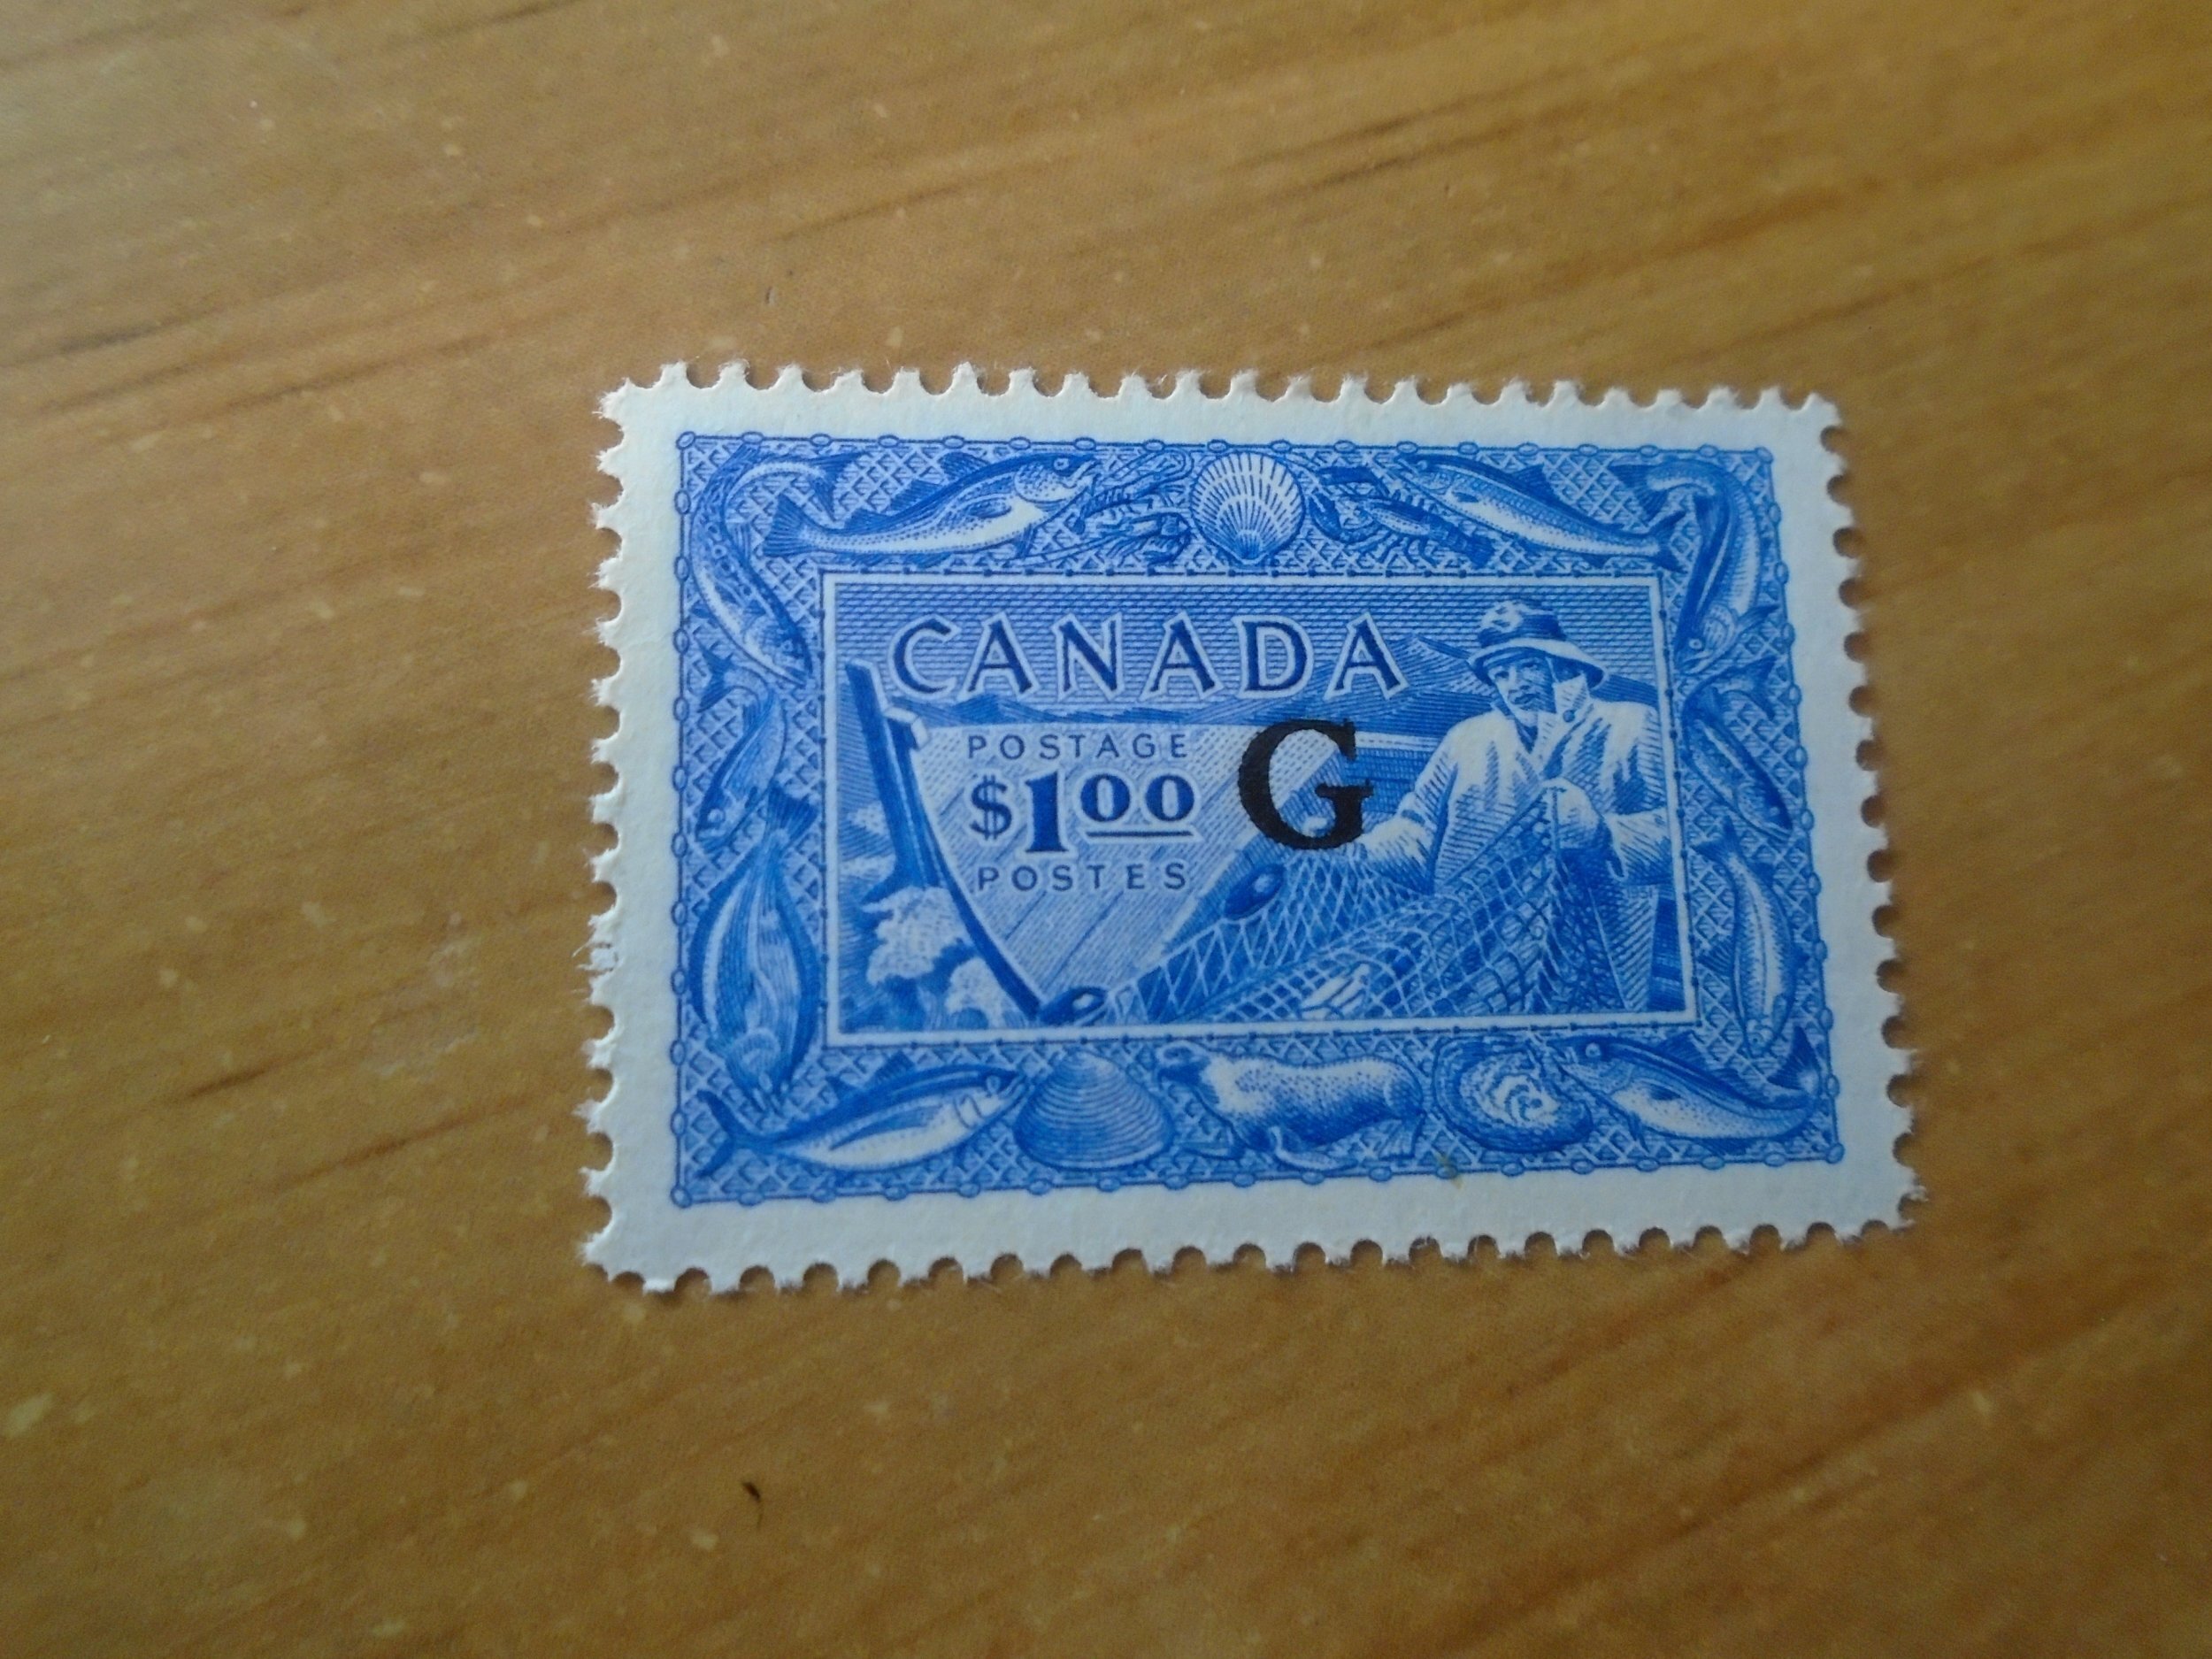 CANADA
POSTAGE
$1.00 G
POSTES